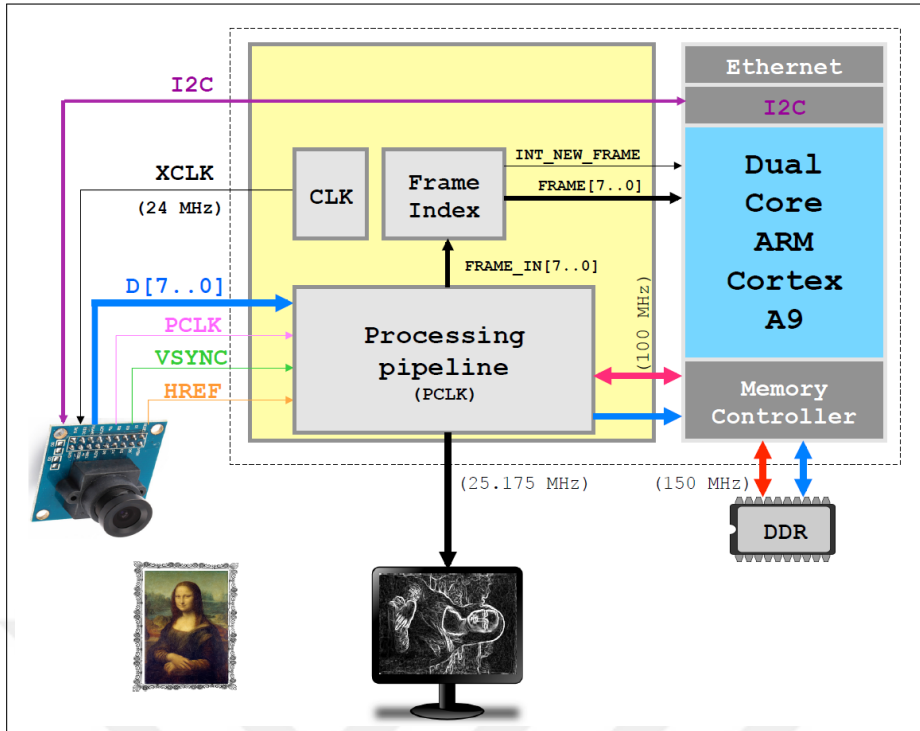 Ethernet
I2C
I2C
XCLK
(24 MHz)
CLK
Frame
Index
INT_NEW_FRAME
FRAME[7..0]
Dual
Core
ARM
Cortex
A9
FRAME_IN[7..0]
D[7..0]
PCLK
VSYNC
HREF
Processing
pipeline
(PCLK)
(100 MHz)
Memory
Controller
(25.175 MHz)
(150 MHz)
DDR